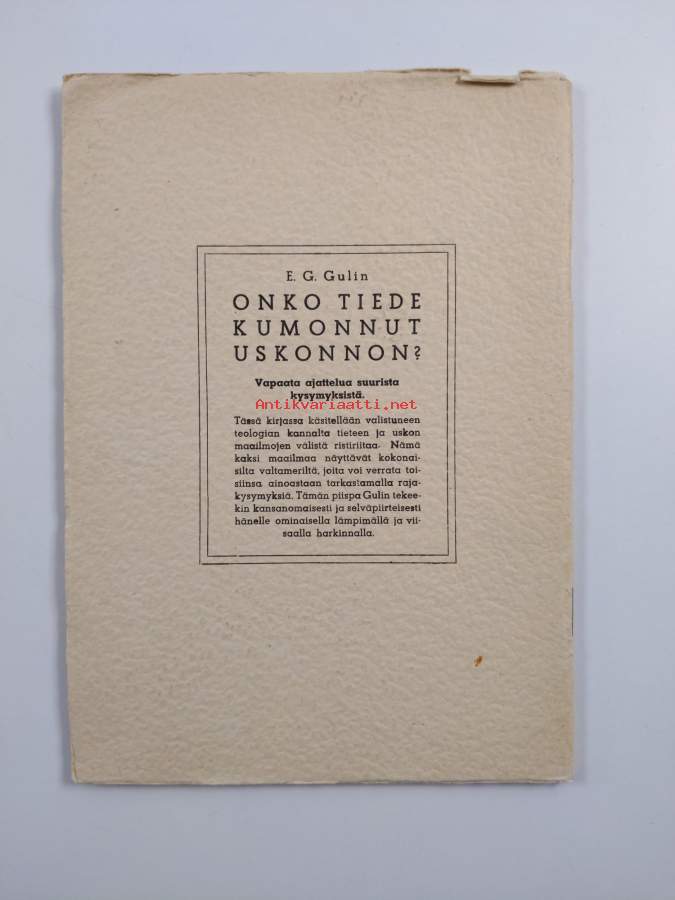 E. G. Gulin
ONKO TIEDE
KUMONNUT
USKONNON?
Vapaata ajattelua suurista
kysymyksistä.
Antikvariaatti.net
Tässä kirjassa käsitellään valistuneen
teologian kannalta tieteen ja uskon
maailmojen välistä ristiriitaa. Nämä
kaksi maailmaa näyttävät kokonai-
silta valtameriltä, joita voi verrata toi-
siinsa ainoastaan tarkastamalla raja-
kysymyksiä. Tämän piispa Gulin tekee-
kin kansanomaisesti ja selväpiirteisesti
hänelle ominaisella lämpimällä ja vii-
saalla harkinnalla.